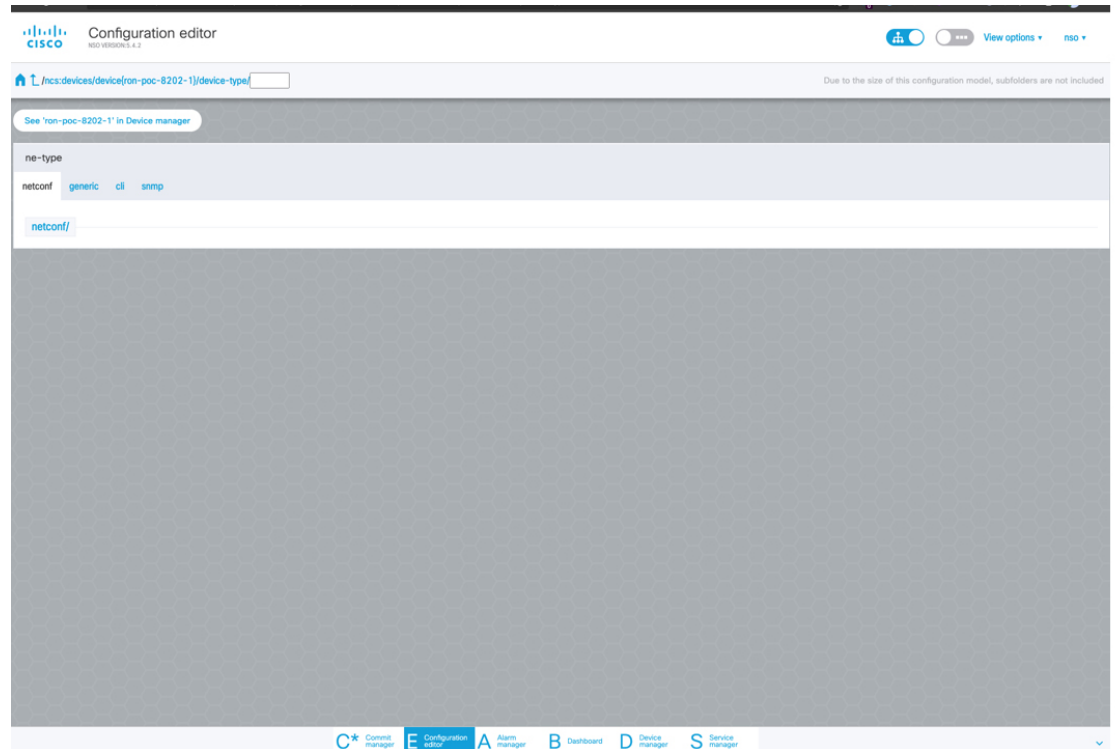 CISCO
Configuration editor
NSO VERSION:5.4.2
View options
nso
/ncs:devices/device{ron-poc-8202-1}/device-type/
Due to the size of this configuration model, subfolders are not included
See 'ron-poc-8202-1' in Device manager
ne-type
netconf generic cli snmp
netconf/
C* Commit manager
E Configuration editor
A Alarm manager
B Dashboard
D Device manager
S Service manager